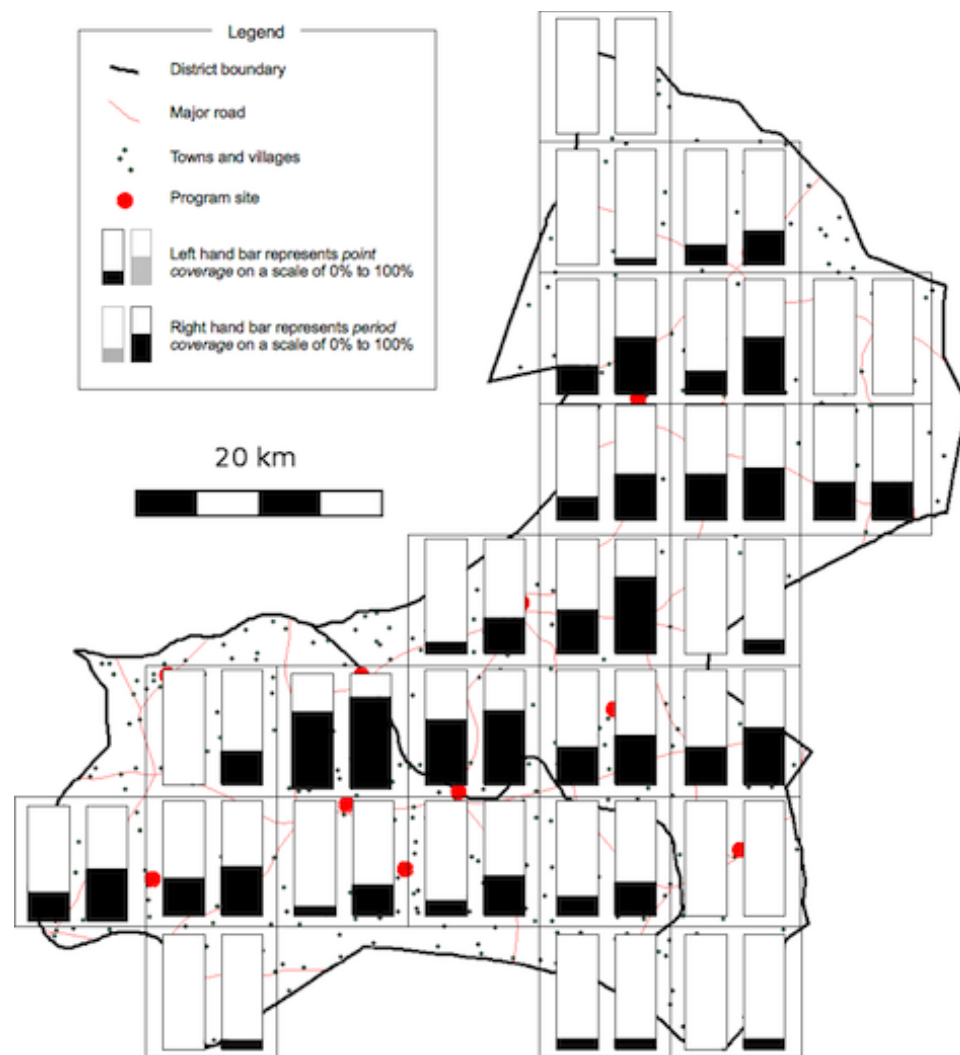 Legend
District boundary
Major road
Towns and villages
Program site
Left hand bar represents point
coverage on a scale of 0% to 100%
Right hand bar represents period
coverage on a scale of 0% to 100%
20 km